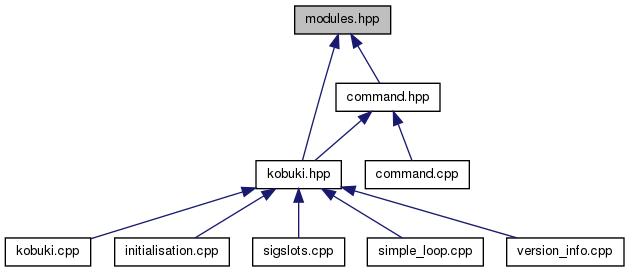 modules.hpp
command.hpp
kobuki.hpp
command.cpp
kobuki.cpp
initialisation.cpp
sigslots.cpp
simple_loop.cpp
version_info.cpp